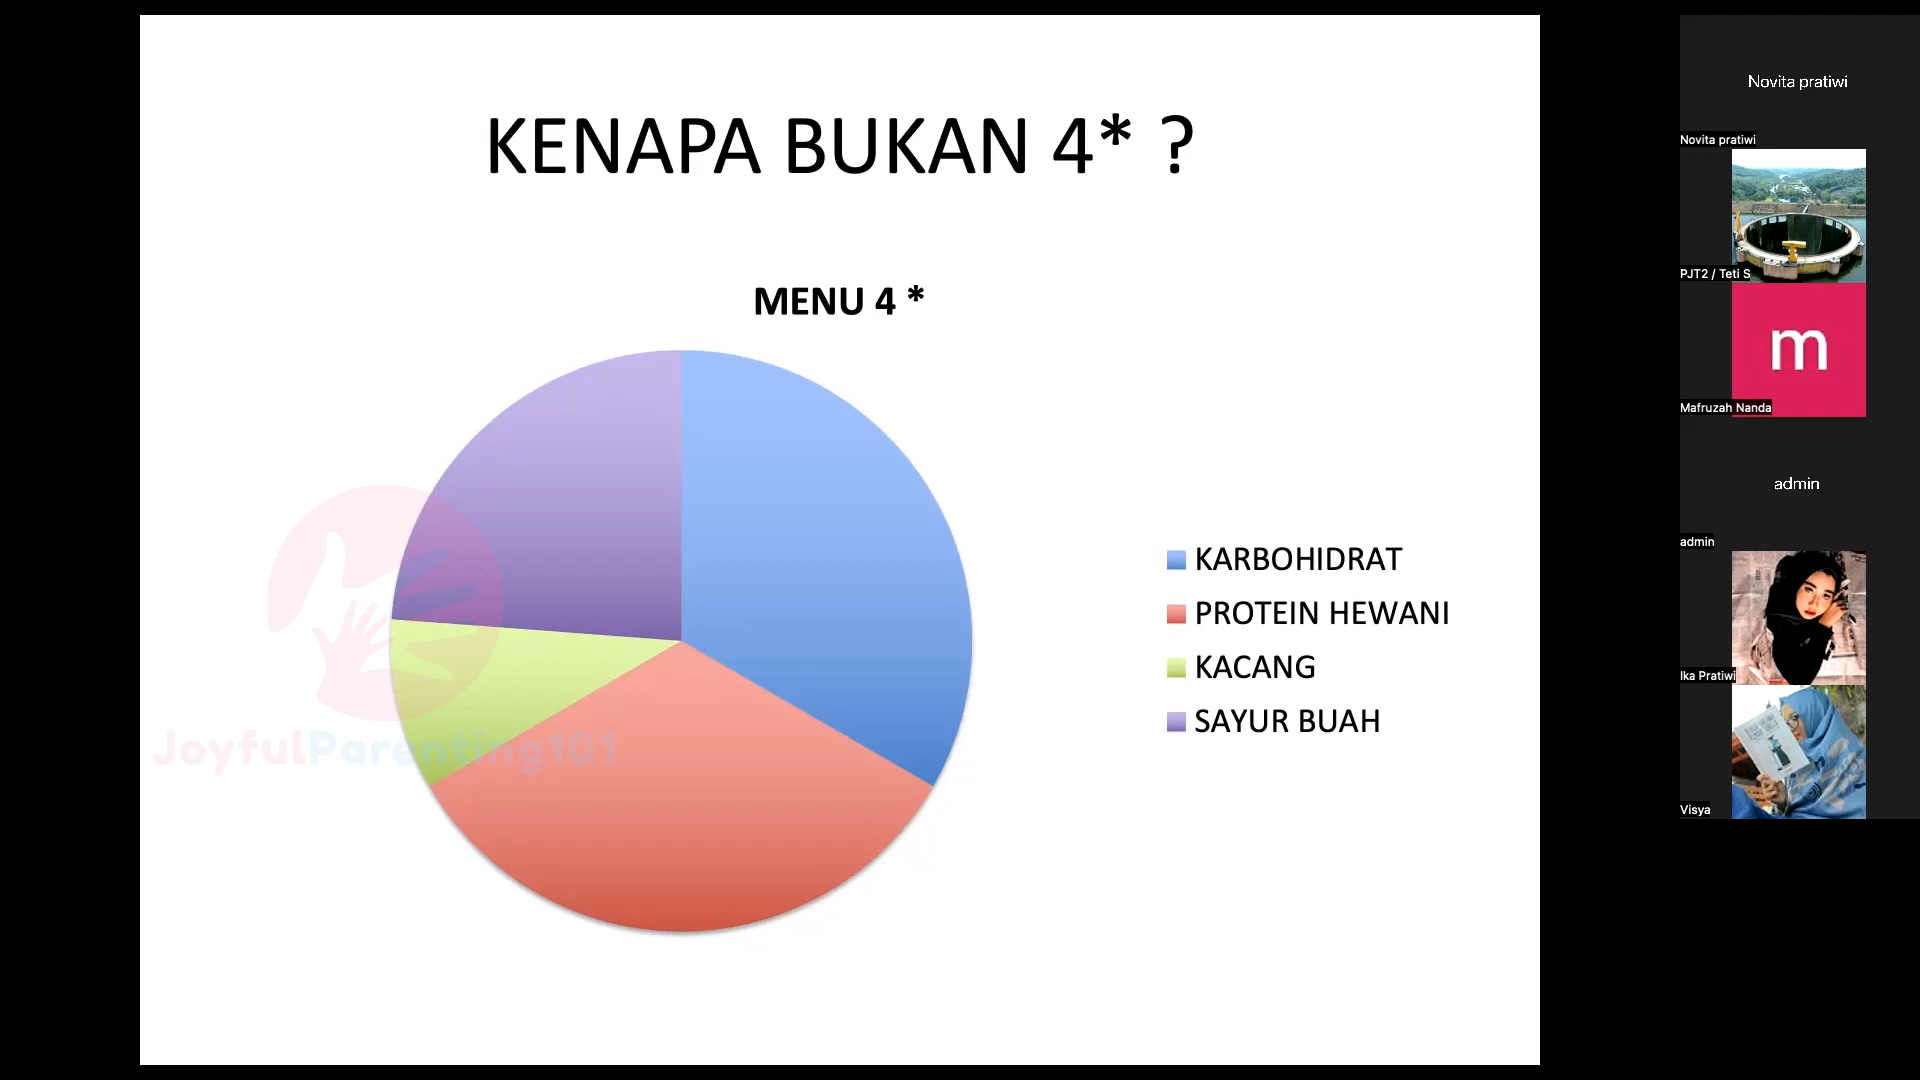 KENAPA BUKAN 4* ?
MENU 4 *
KARBOHIDRAT
PROTEIN HEWANI
KACANG
SAYUR BUAH
JoyfulParenting101
Novita pratiwi
Novita pratiwi
PJT2 / Teti S
m
Mafruzah Nanda
admin
admin
Ika Pratiwi
Visya